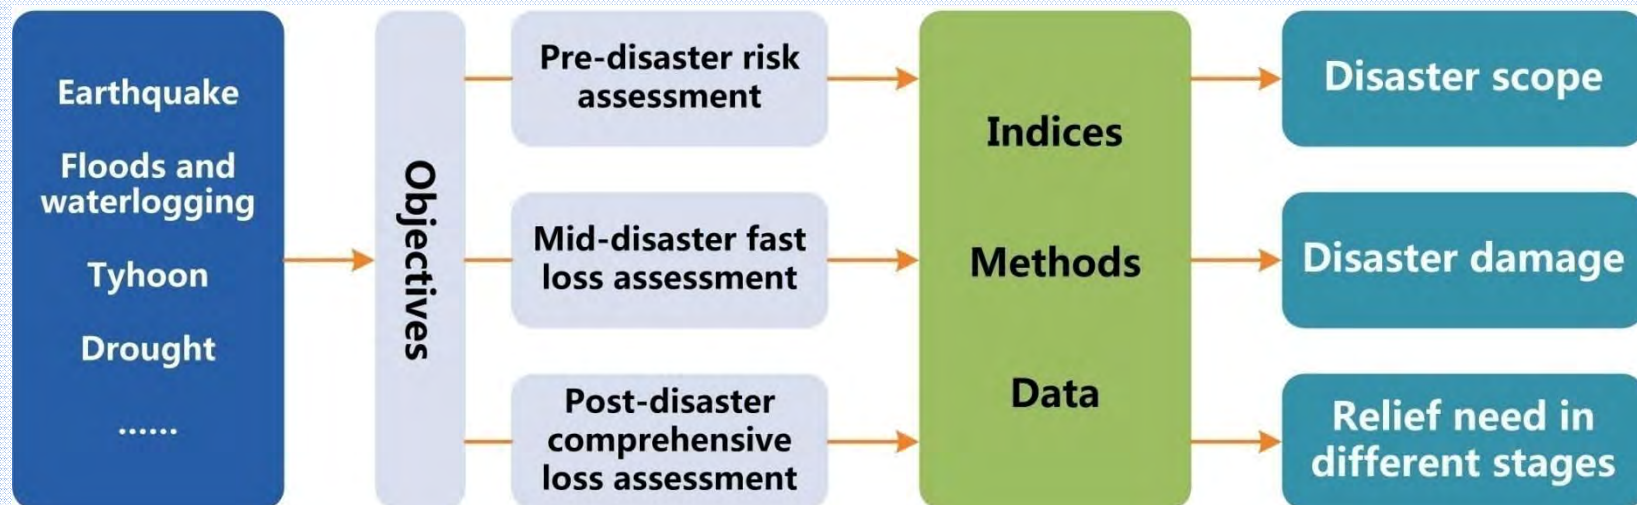 Earthquake
Floods and
waterlogging
Tyhoon
Drought
......
Objectives
Pre-disaster risk
assessment
Mid-disaster fast
loss assessment
Post-disaster
comprehensive
loss assessment
Indices
Methods
Data
Disaster scope
Disaster damage
Relief need in
different stages